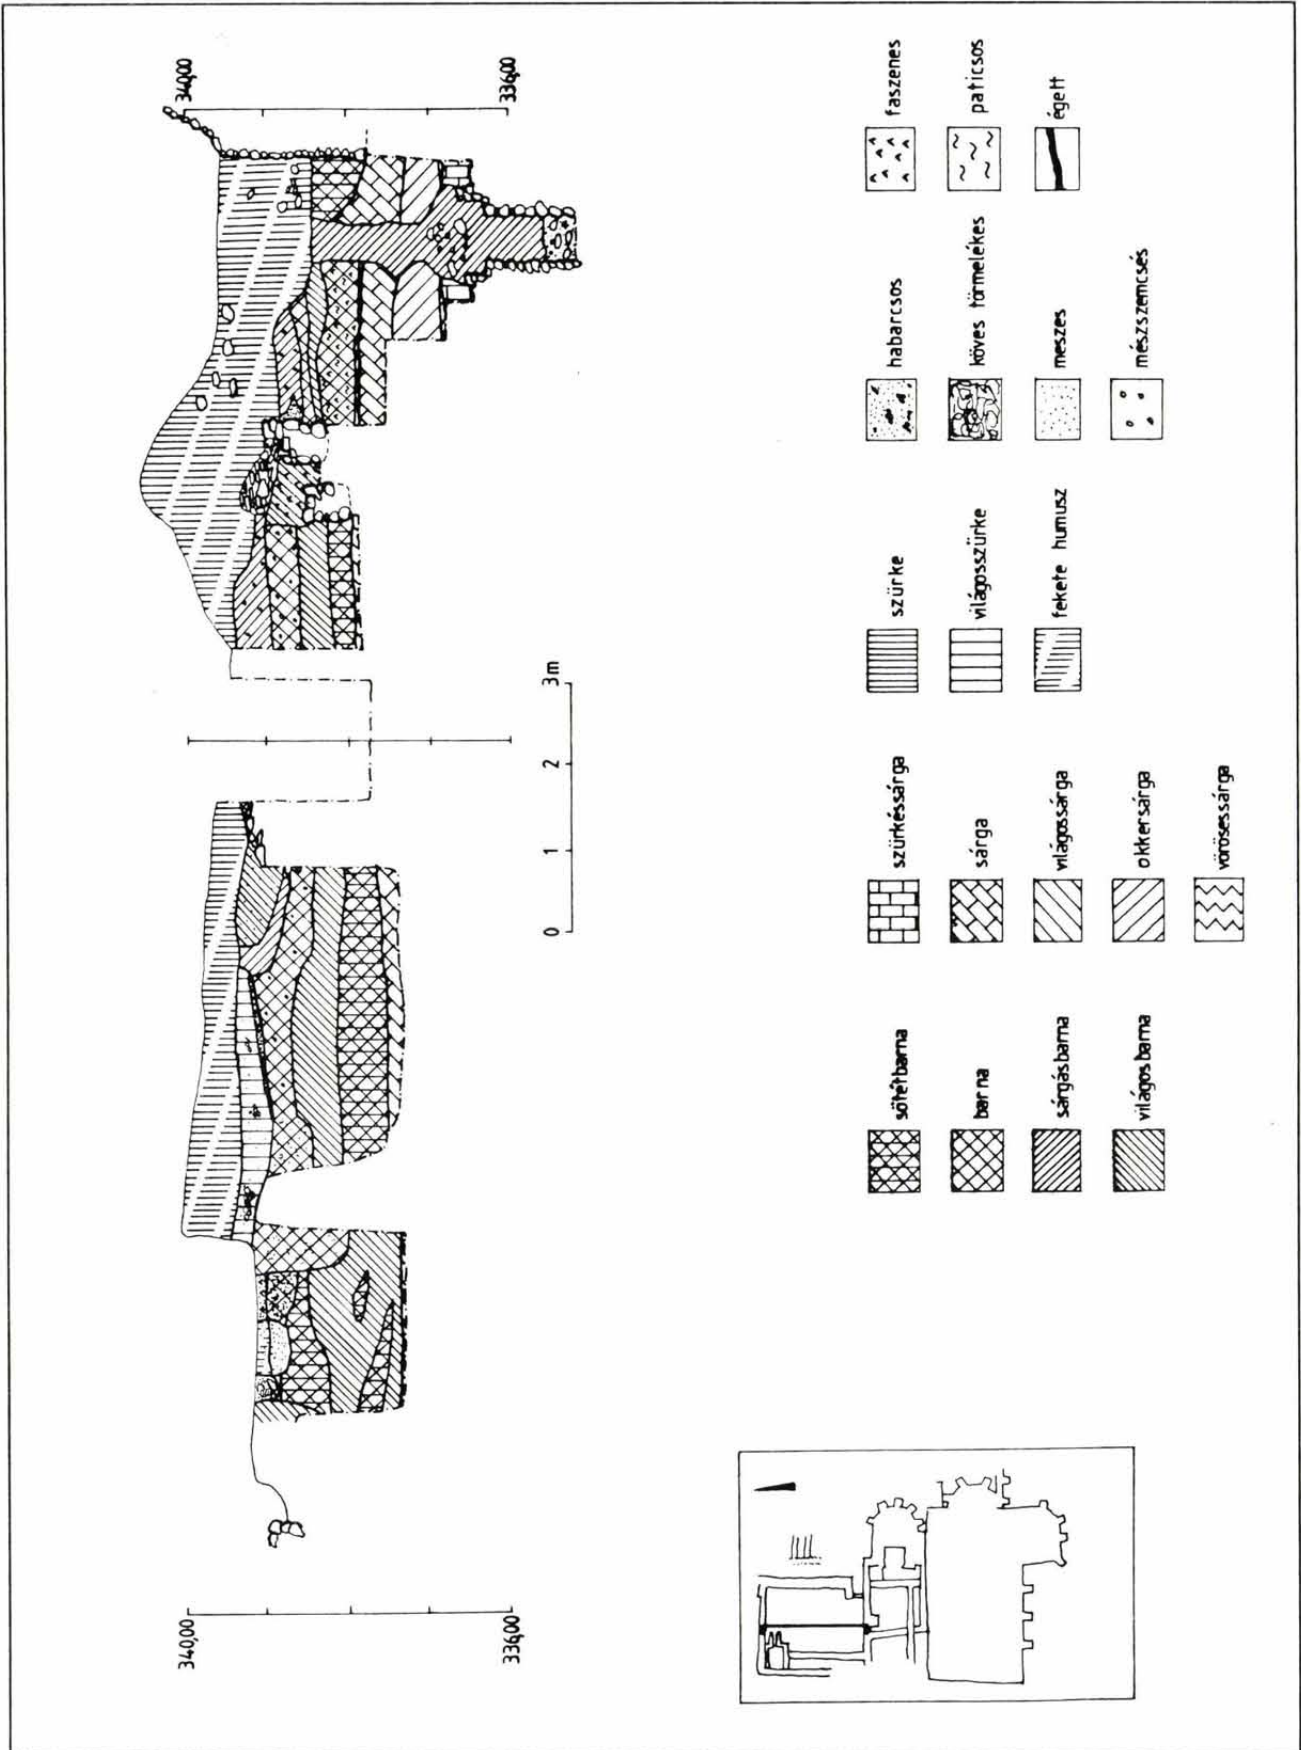 340,00
336,00
340,00
336,00
0 1 2 3m
sötétbarna
barna
sárgásbarna
világosbarna
szürkéssárga
sárga
világossárga
okkersárga
vörösessárga
szürke
világosszürke
fekete humusz
habarcsos
köves törmelékes
meszes
mészszemcsés
faszenes
paticsos
égett